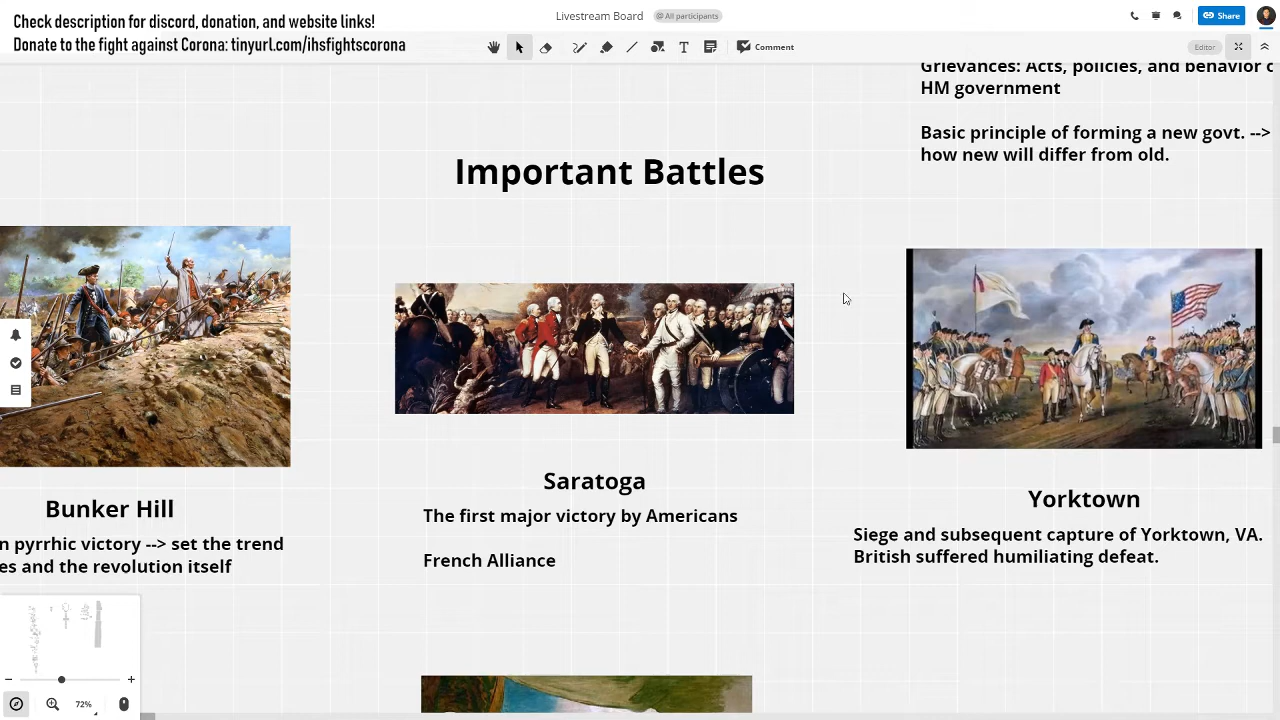 Check description for discord, donation, and website links!
Donate to the fight against Corona: tinyurl.com/ihsfightscorona
Livestream Board
@ All participants
Share
Comment
Editor
Grievances: Acts, policies, and behavior
HM government
Basic principle of forming a new govt. -->
how new will differ from old.
Important Battles
Bunker Hill
pyrrhic victory --> set the trend
and the revolution itself
Saratoga
The first major victory by Americans
French Alliance
Yorktown
Siege and subsequent capture of Yorktown, VA.
British suffered humiliating defeat.
72%